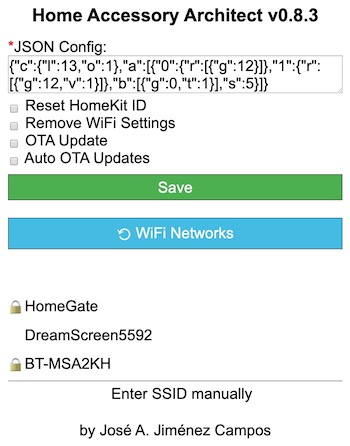 Home Accessory Architect v0.8.3
*JSON Config:
{"c":{"l":13,"o":1},"a":[{"0":{"r":[{"g":12}]},"1":{"r":
[{"g":12,"v":1}]},"b":[{"g":0,"t":1}],"s":5}]}
Reset HomeKit ID
Remove WiFi Settings
OTA Update
Auto OTA Updates
Save
WiFi Networks
HomeGate
DreamScreen5592
BT-MSA2KH
Enter SSID manually
by José A. Jiménez Campos